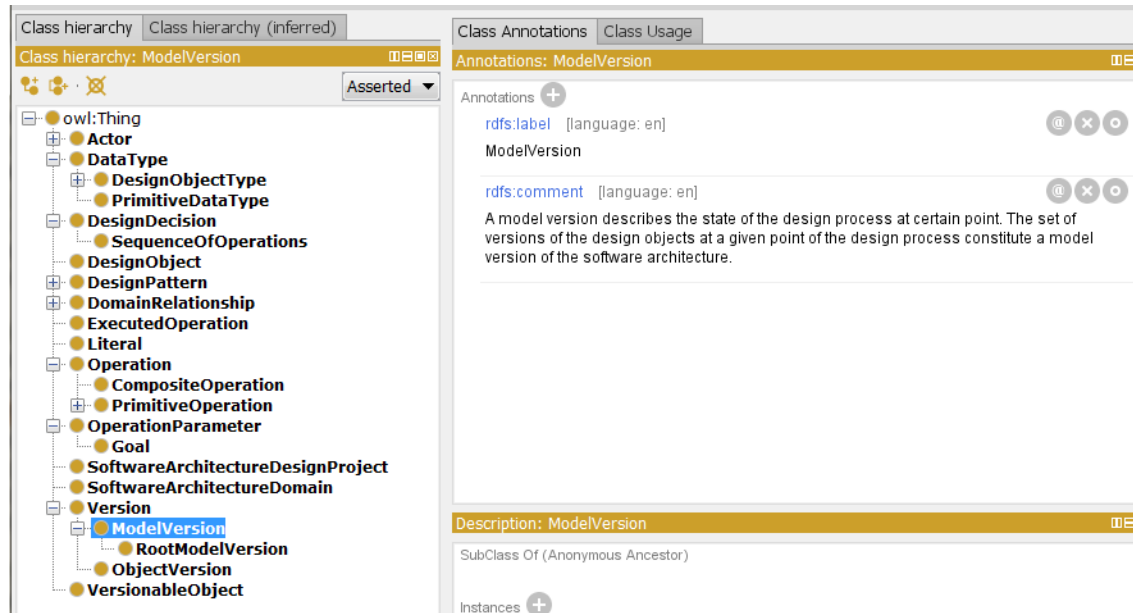 Class hierarchy Class hierarchy (inferred)
Class hierarchy: ModelVersion
Asserted
owl:Thing
Actor
DataType
DesignObjectType
PrimitiveDataType
DesignDecision
SequenceOfOperations
DesignObject
DesignPattern
DomainRelationship
ExecutedOperation
Literal
Operation
CompositeOperation
PrimitiveOperation
OperationParameter
Goal
SoftwareArchitectureDesignProject
SoftwareArchitectureDomain
Version
ModelVersion
RootModelVersion
ObjectVersion
VersionableObject
Class Annotations Class Usage
Annotations: ModelVersion
Annotations
rdfs:label [language: en]
ModelVersion
rdfs:comment [language: en]
A model version describes the state of the design process at certain point. The set of
versions of the design objects at a given point of the design process constitute a model
version of the software architecture.
Description: ModelVersion
SubClass Of (Anonymous Ancestor)
Instances